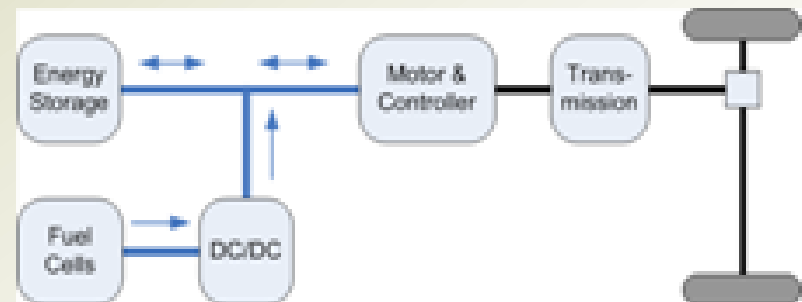 Energy
Storage
Motor &
Controller
Trans-
mission
Fuel
Cells
DC/DC